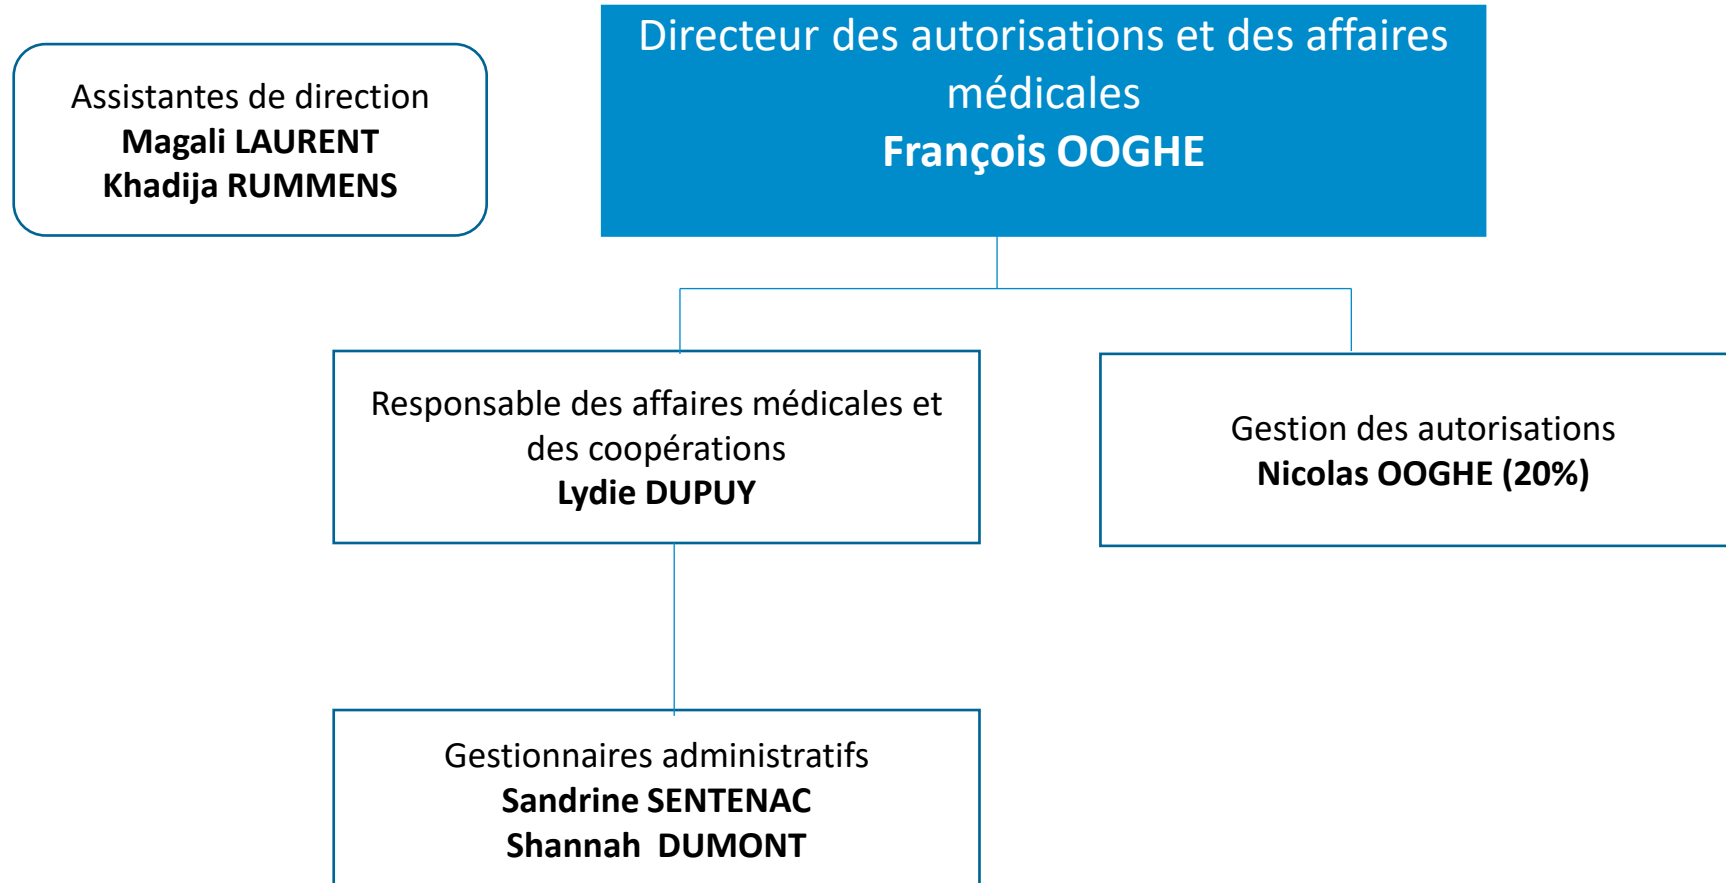 Assistantes de direction
Magali LAURENT
Khadija RUMMENS
Directeur des autorisations et des affaires
médicales
François OOGHE
Responsable des affaires médicales et
des coopérations
Lydie DUPUY
Gestion des autorisations
Nicolas OOGHE (20%)
Gestionnaires administratifs
Sandrine SENTENAC
Shannah  DUMONT